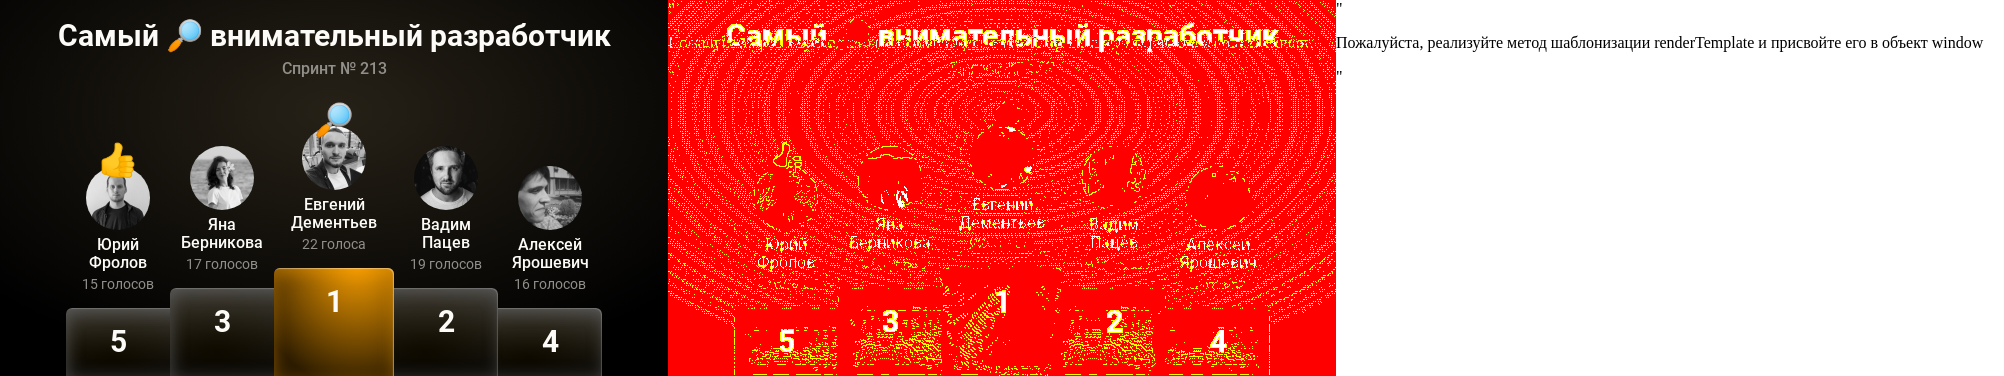 Самый 🔎 внимательный разработчик
Спринт № 213
Евгений
Дементьев
22 голоса
Яна
Берникова
17 голосов
Вадим
Пацев
19 голосов
Юрий
Фролов
15 голосов
Алексей
Ярошевич
16 голосов
1
3
2
5
4
Самый внимательный разработчик
Евгений
Дементьев
Яна
Берникова
Вадим
Пацев
Юрий
Фролов
Алексей
Ярошевич
1
3
2
5
4
"
Пожалуйста, реализуйте метод шаблонизации renderTemplate и присвойте его в объект window
"